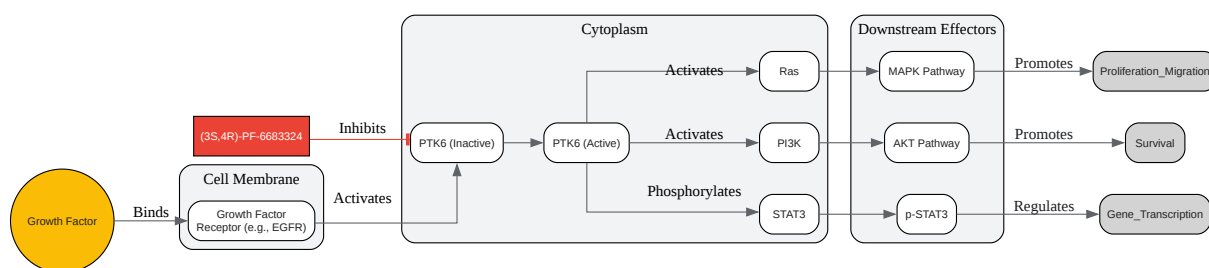 Cytoplasm
Downstream Effectors
Activates
Ras
MAPK Pathway
Promotes
Proliferation_Migration
(3S,4R)-PF-6683324
Inhibits
PTK6 (Inactive)
PTK6 (Active)
Activates
PI3K
AKT Pathway
Promotes
Survival
Cell Membrane
Growth Factor
Binds
Growth Factor
Receptor (e.g., EGFR)
Activates
Phosphorylates
STAT3
p-STAT3
Regulates
Gene_Transcription